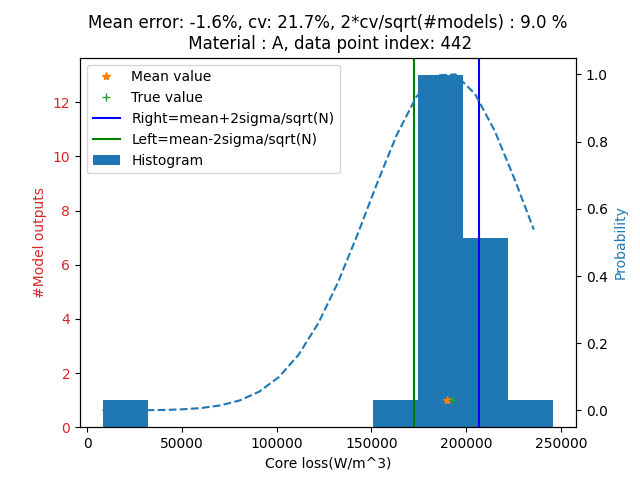 Mean error: -1.6%, cv: 21.7%, 2*cv/sqrt(#models) : 9.0 %
Material : A, data point index: 442
Mean value
True value
Right=mean+2sigma/sqrt(N)
Left=mean-2sigma/sqrt(N)
Histogram
#Model outputs
12
10
8
6
4
2
0
1.0
0.8
0.6
0.4
0.2
0.0
Probability
0 50000 100000 150000 200000 250000
Core loss(W/m^3)